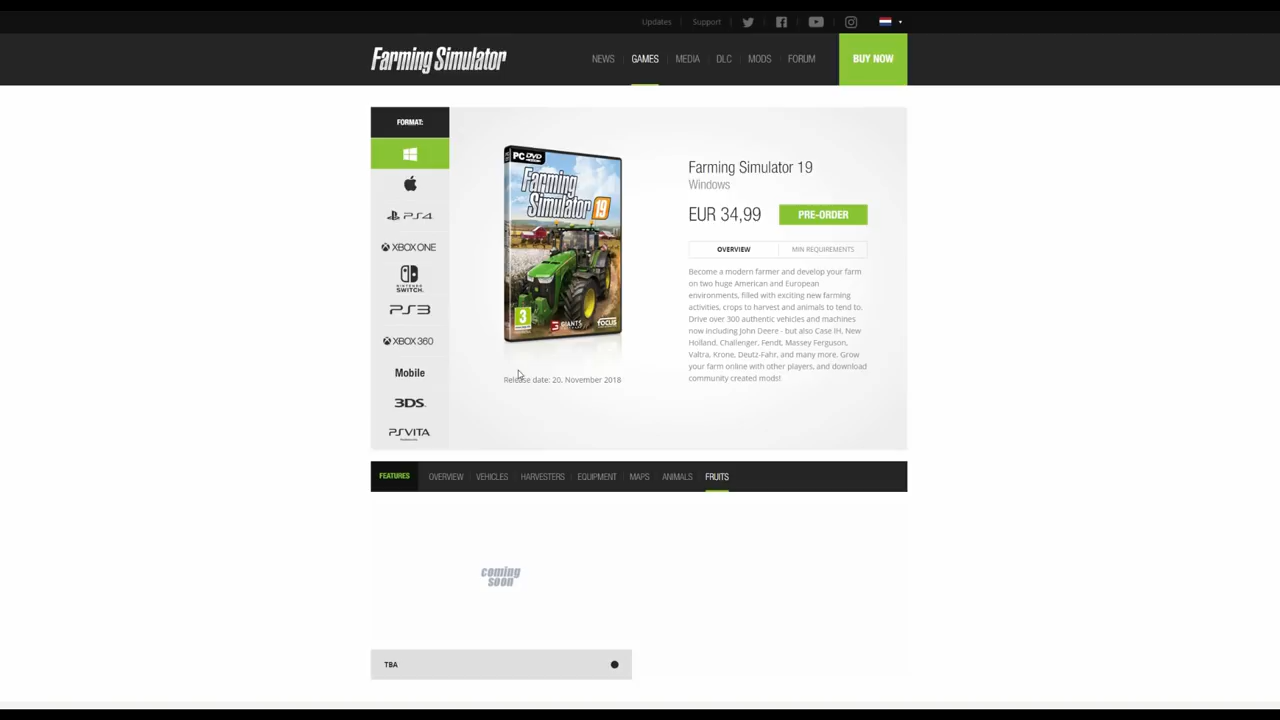 Updates
Support
Farming Simulator
NEWS
GAMES
MEDIA
DLC
MODS
FORUM
BUY NOW
FORMAT:
PS4
XBOX ONE
NINTENDO
SWITCH
PS3
XBOX 360
Mobile
3DS
PSVITA
PC DVD
Farming
Simulator 19
3
GIANTS
FOCUS
Release date: 20, November 2018
Farming Simulator 19
Windows
EUR 34,99
PRE-ORDER
OVERVIEW
MIN REQUIREMENTS
Become a modern farmer and develop your farm
on two huge American and European
environments, filled with exciting new farming
activities, crops to harvest and animals to tend to.
Drive over 300 authentic vehicles and machines
now including John Deere - but also Case IH, New
Holland, Challenger, Fendt, Massey Ferguson,
Valtra, Krone, Deutz-Fahr, and many more. Grow
your farm online with other players, and download
community created mods!
FEATURES
OVERVIEW
VEHICLES
HARVESTERS
EQUIPMENT
MAPS
ANIMALS
FRUITS
coming
soon
TBA